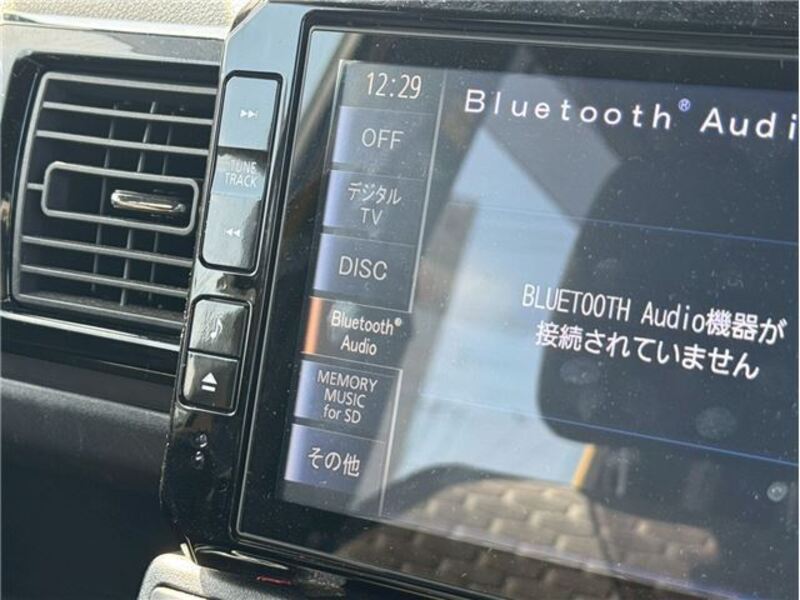 12:29
Bluetooth® Audi
OFF
デジタル
TV
DISC
Bluetooth®
Audio
MEMORY
MUSIC
for SD
その他
BLUETOOTH Audio機器が
接続されていません
TUNE
TRACK